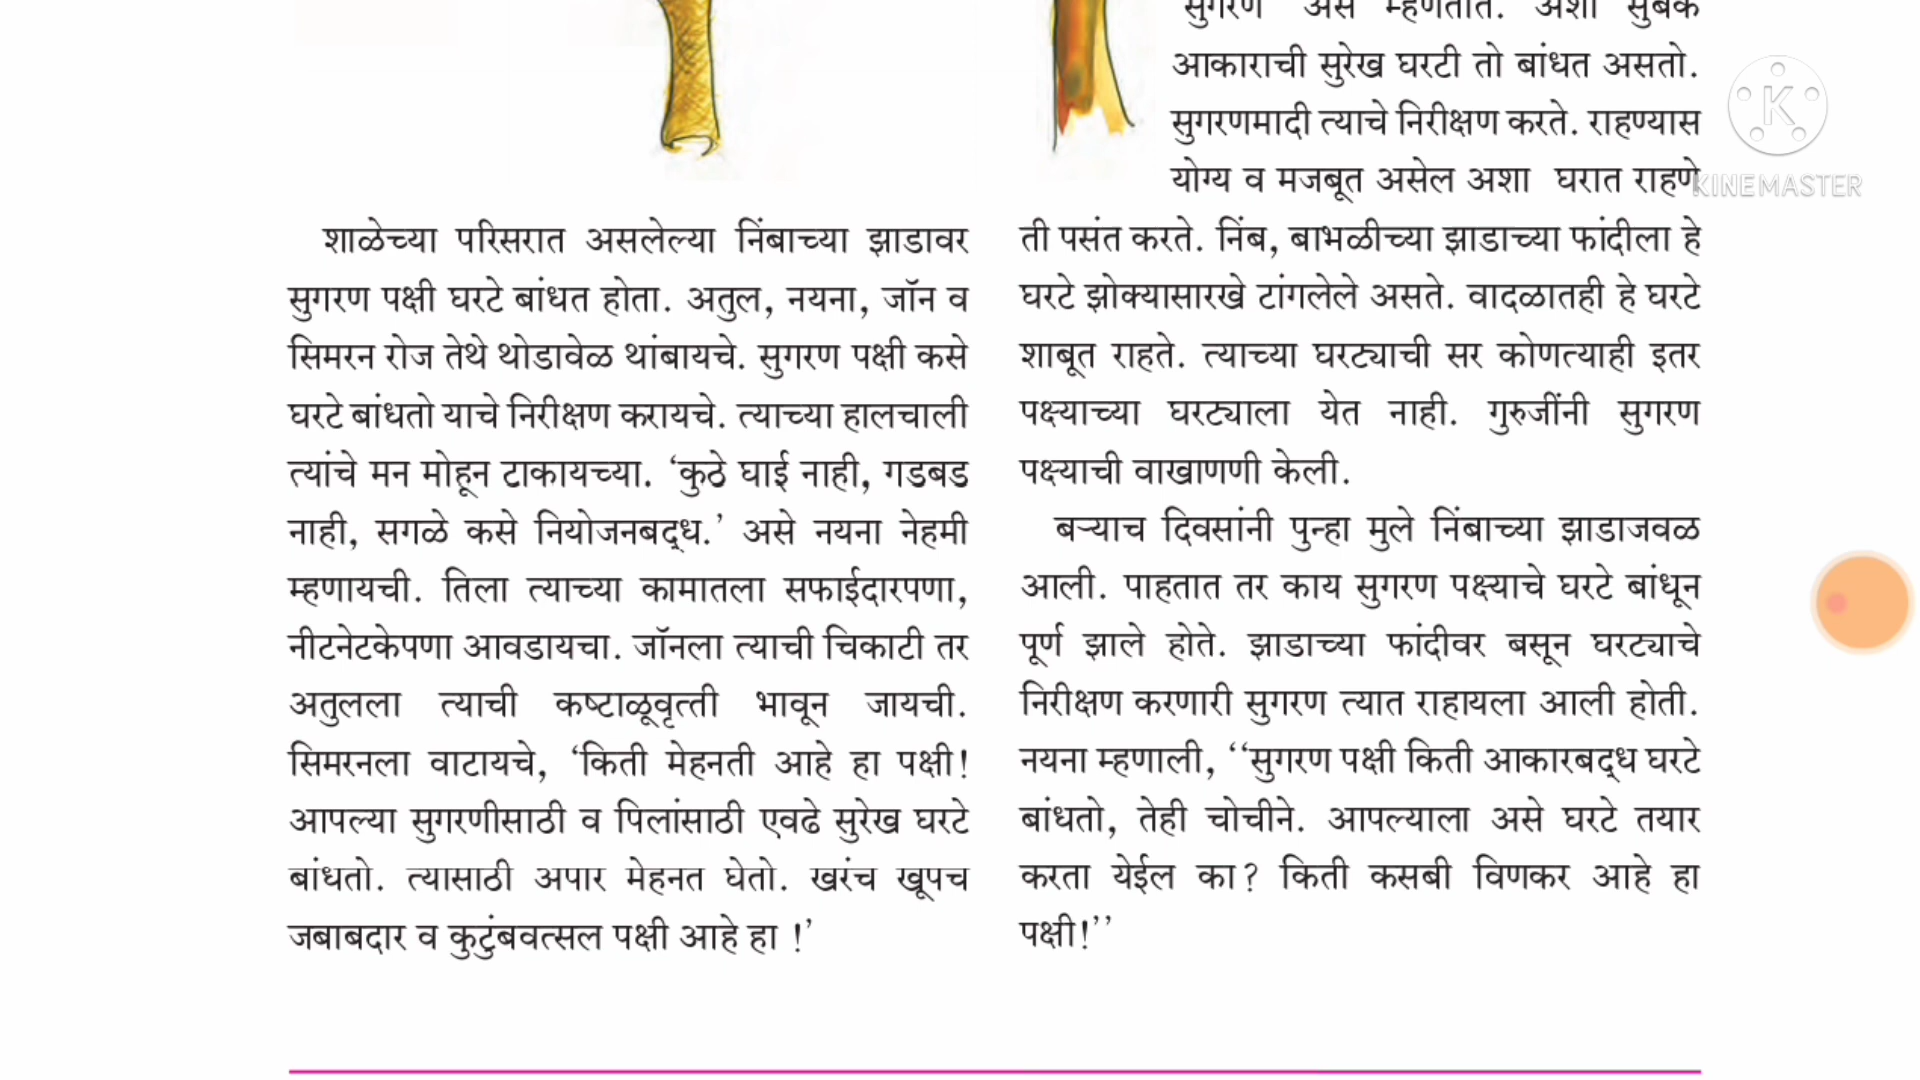 शाळेच्या परिसरात असलेल्या निंबाच्या झाडावर
सुगरण पक्षी घरटे बांधत होता. अतुल, नयना, जॉन व
सिमरन रोज तेथे थोडावेळ थांबायचे. सुगरण पक्षी कसे
घरटे बांधतो याचे निरीक्षण करायचे. त्याच्या हालचाली
त्यांचे मन मोहून टाकायच्या. ‘कुठे घाई नाही, गडबड
नाही, सगळे कसे नियोजनबद्ध.’ असे नयना नेहमी
म्हणायची. तिला त्याच्या कामातला सफाईदारपणा,
नीटनेटकेपणा आवडायचा. जॉनला त्याची चिकाटी तर
अतुलला त्याची कष्टाळूवृत्ती भावून जायची.
सिमरनला वाटायचे, ‘किती मेहनती आहे हा पक्षी!
आपल्या सुगरणीसाठी व पिलांसाठी एवढे सुरेख घरटे
बांधतो. त्यासाठी अपार मेहनत घेतो. खरंच खूपच
जबाबदार व कुटुंबवत्सल पक्षी आहे हा !’
सुगरण असे म्हणतात. अशी सुबक
आकाराची सुरेख घरटी तो बांधत असतो.
सुगरणमादी त्याचे निरीक्षण करते. राहण्यास
योग्य व मजबूत असेल अशा घरात राहणे
ती पसंत करते. निंब, बाभळीच्या झाडाच्या फांदीला हे
घरटे झोक्यासारखे टांगलेले असते. वादळातही हे घरटे
शाबूत राहते. त्याच्या घरट्याची सर कोणत्याही इतर
पक्ष्याच्या घरट्याला येत नाही. गुरुजींनी सुगरण
पक्ष्याची वाखाणणी केली.
बऱ्याच दिवसांनी पुन्हा मुले निंबाच्या झाडाजवळ
आली. पाहतात तर काय सुगरण पक्ष्याचे घरटे बांधून
पूर्ण झाले होते. झाडाच्या फांदीवर बसून घरट्याचे
निरीक्षण करणारी सुगरण त्यात राहायला आली होती.
नयना म्हणाली, ‘‘सुगरण पक्षी किती आकारबद्ध घरटे
बांधतो, तेही चोचीने. आपल्याला असे घरटे तयार
करता येईल का? किती कसबी विणकर आहे हा
पक्षी!’’
K
KINEMASTER